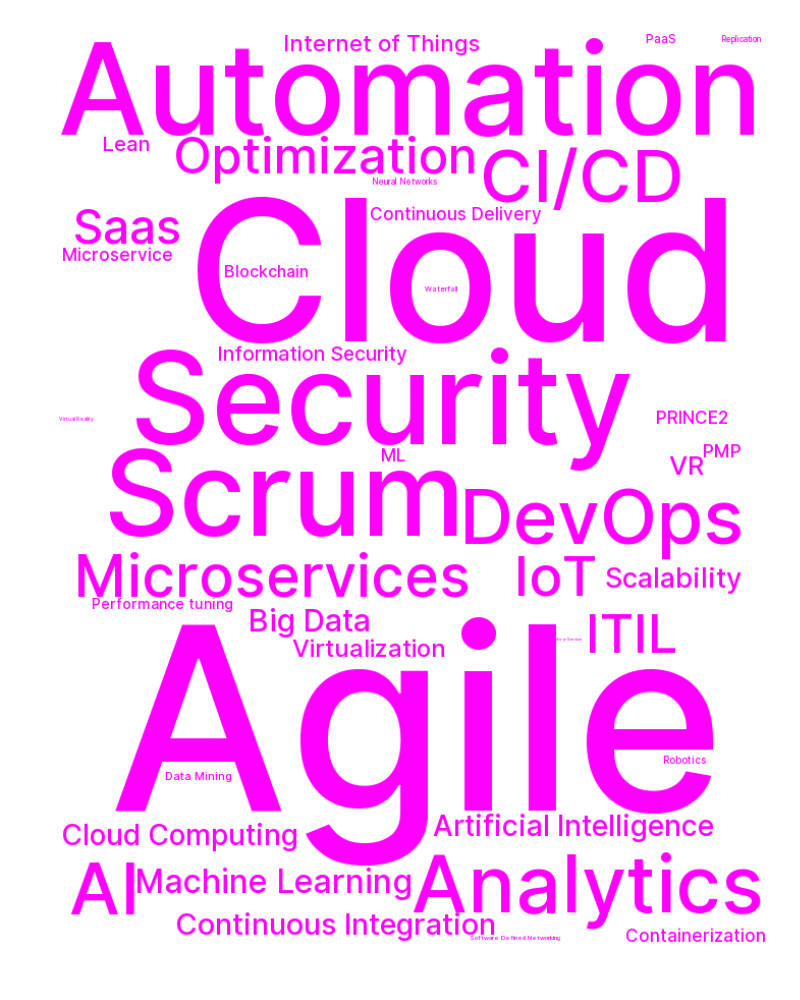 Internet of Things
PaaS
Replication
Automation
Lean
Optimization
CI/CD
Neural Networks
Saas
Continuous Delivery
Microservice
Cloud
Blockchain
Waterfall
Information Security
Security
Virtual Reality
PRINCE2
ML
PMP
VR
Scrum
DevOps
Microservices
IoT
Scalability
Performance tuning
Big Data
ITIL
Virtualization
Agile
Robotics
Data Mining
Cloud Computing
Artificial Intelligence
AI
Machine Learning
Analytics
Continuous Integration
Software Defined Networking
Containerization